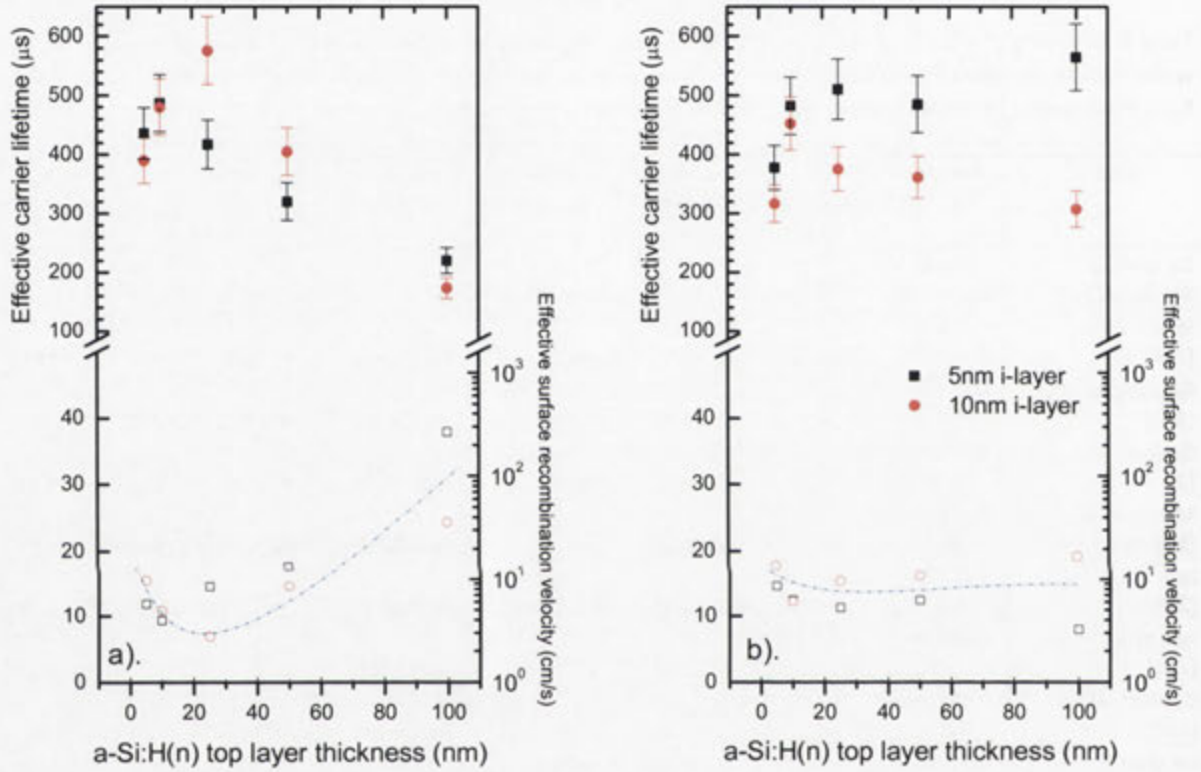 600
500
400
300
200
100
40
30
20
10
0
Effective carrier lifetime (μs)
10³
10²
10¹
10⁰
Effective surface recombination velocity (cm/s)
a).
0 20 40 60 80 100
a-Si:H(n) top layer thickness (nm)
600
500
400
300
200
100
40
30
20
10
0
Effective carrier lifetime (μs)
5nm i-layer
10nm i-layer
10³
10²
10¹
10⁰
Effective surface recombination velocity (cm/s)
b).
0 20 40 60 80 100
a-Si:H(n) top layer thickness (nm)